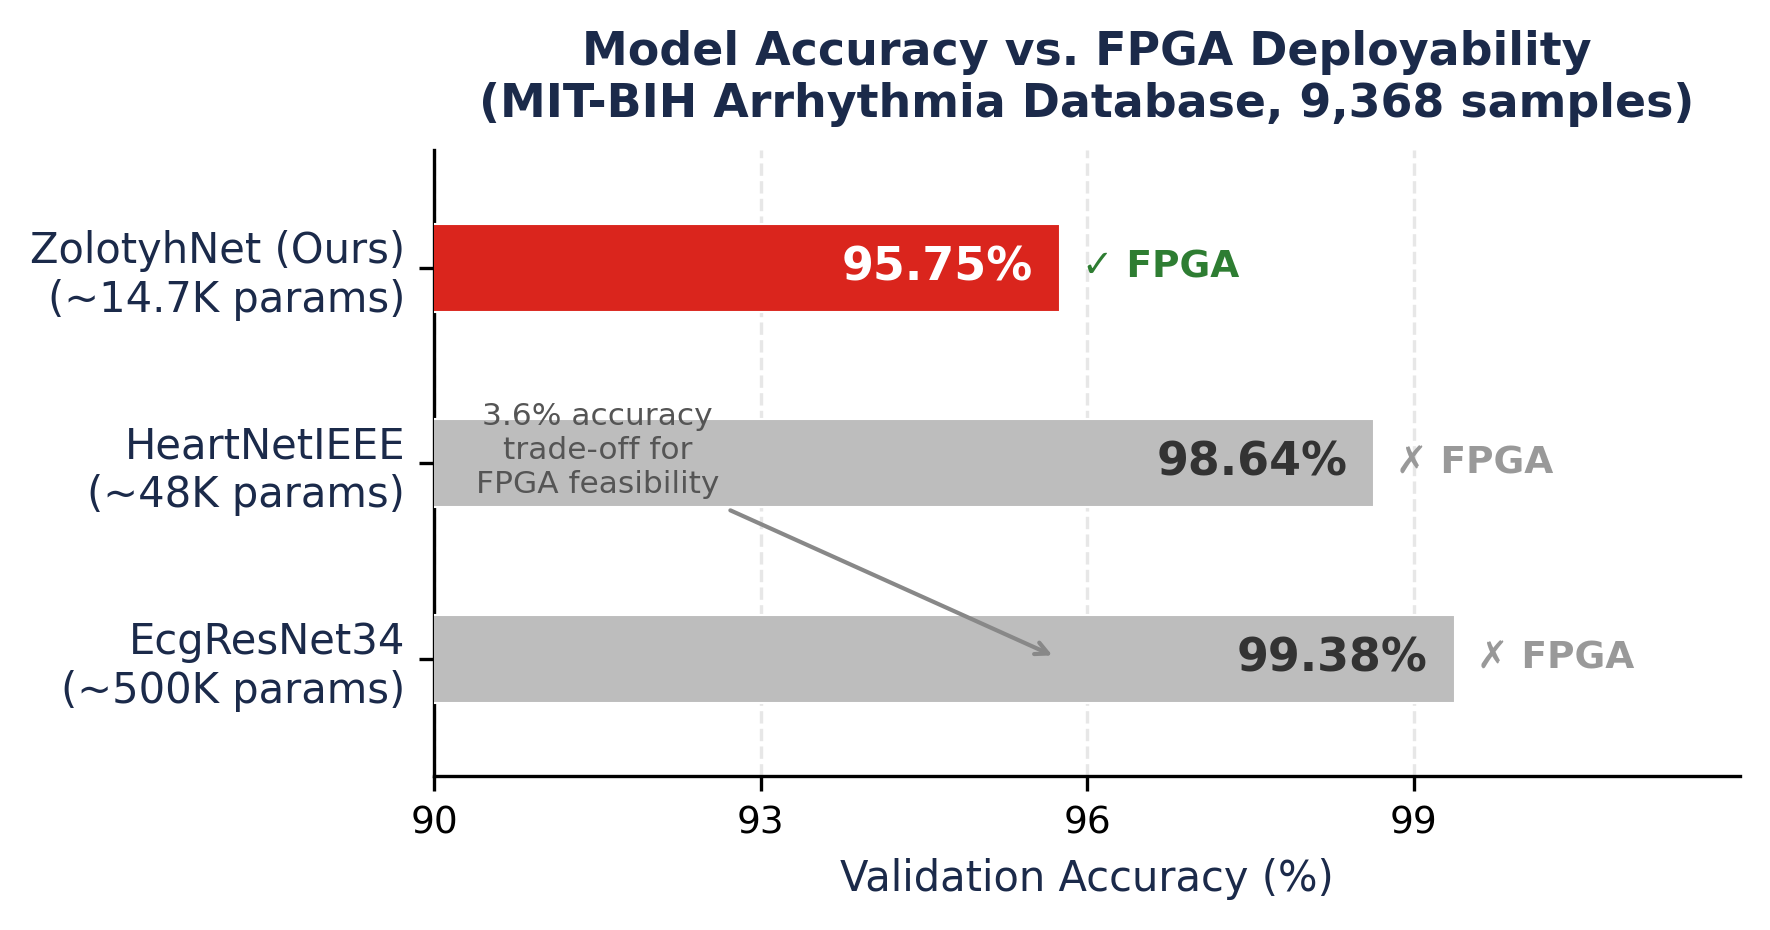 Model Accuracy vs. FPGA Deployability
(MIT-BIH Arrhythmia Database, 9,368 samples)
ZolotyhNet (Ours)
(~14.7K params)
95.75%
✓ FPGA
HeartNetIEEE
(~48K params)
3.6% accuracy
trade-off for
FPGA feasibility
98.64%
✗ FPGA
EcgResNet34
(~500K params)
99.38%
✗ FPGA
90 93 96 99
Validation Accuracy (%)